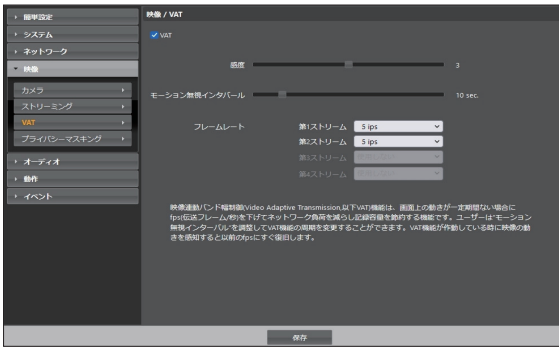 簡単設定
システム
ネットワーク
映像
カメラ
ストリーミング
VAT
プライバシーマスキング
オーディオ
動作
イベント
映像 / VAT
VAT
感度
3
モーション無視インタバール
10 sec.
フレームレート
第1ストリーム 5 ips
第2ストリーム 5 ips
第3ストリーム
第4ストリーム
映像連動バンド幅制御(Video Adaptive Transmission,以下VAT)機能は、画面上の動きが一定期間ない場合に
fps(伝送フレーム/秒)を下げてネットワーク負荷を減らし記録容量を節約する機能です。ユーザーは"モーション
無視インターバル"を調整してVAT機能の周期を変更することができます。VAT機能が作動している時に映像の動
きを感知すると以前のfpsにすぐ復旧します。
保存